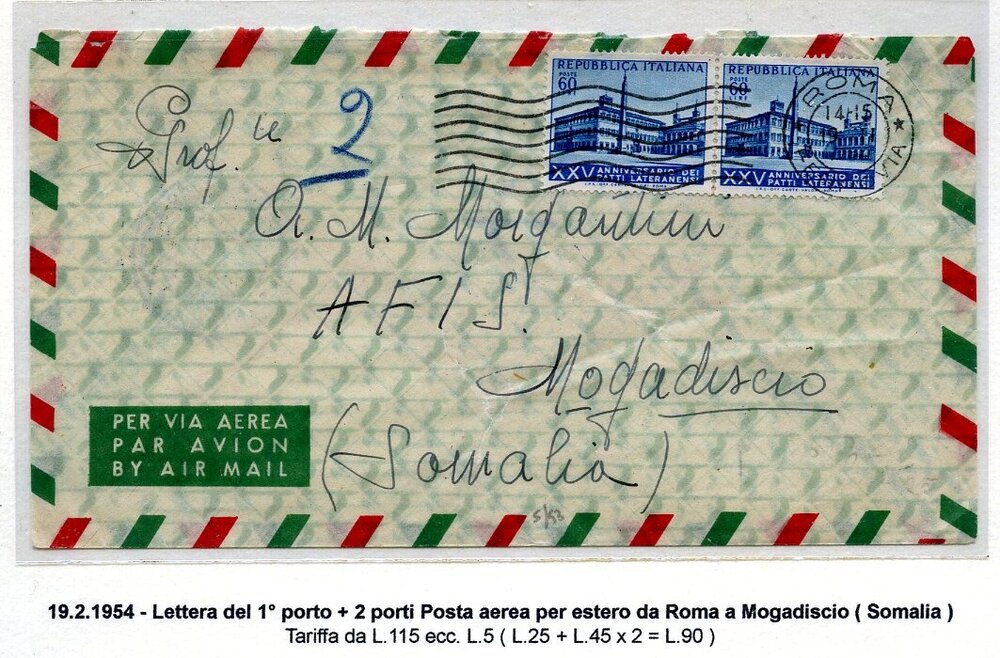 REPUBBLICA ITALIANA
POSTE
60
XXV ANNIVERSARIO DEI
PATTI LATERANENSI
REPUBBLICA ITALIANA
POSTE
60
LIRE
XXV ANNIVERSARIO DEI
PATTI LATERANENSI
ROMA
14-15
VIA
2
Prof.
A. M. Morgantini
A F I S.
Mogadiscio
(Somalia)
PER VIA AEREA
PAR AVION
BY AIR MAIL
5/53
19.2.1954 - Lettera del 1° porto + 2 porti Posta aerea per estero da Roma a Mogadiscio ( Somalia )
Tariffa da L.115 ecc. L.5 ( L.25 + L.45 x 2 = L.90 )